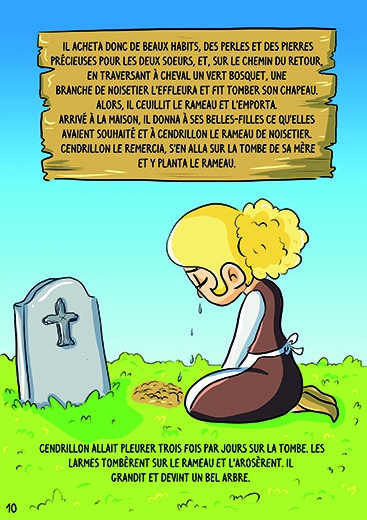 IL ACHETA DONC DE BEAUX HABITS, DES PERLES ET DES PIERRES
PRÉCIEUSES POUR LES DEUX SOEURS, ET, SUR LE CHEMIN DU RETOUR,
EN TRAVERSANT À CHEVAL UN VERT BOSQUET, UNE
BRANCHE DE NOISETIER L'EFFLEURA ET FIT TOMBER SON CHAPEAU.
ALORS, IL CEUILLIT LE RAMEAU ET L'EMPORTA.
ARRIVÉ À LA MAISON, IL DONNA À SES BELLES-FILLES CE QU'ELLES
AVAIENT SOUHAITÉ ET À CENDRILLON LE RAMEAU DE NOISETIER.
CENDRILLON LE REMERCIA, S'EN ALLA SUR LA TOMBE DE SA MÈRE
ET Y PLANTA LE RAMEAU.
CENDRILLON ALLAIT PLEURER TROIS FOIS PAR JOURS SUR LA TOMBE. LES
LARMES TOMBÈRENT SUR LE RAMEAU ET L'AROSÈRENT. IL
GRANDIT ET DEVINT UN BEL ARBRE.
10